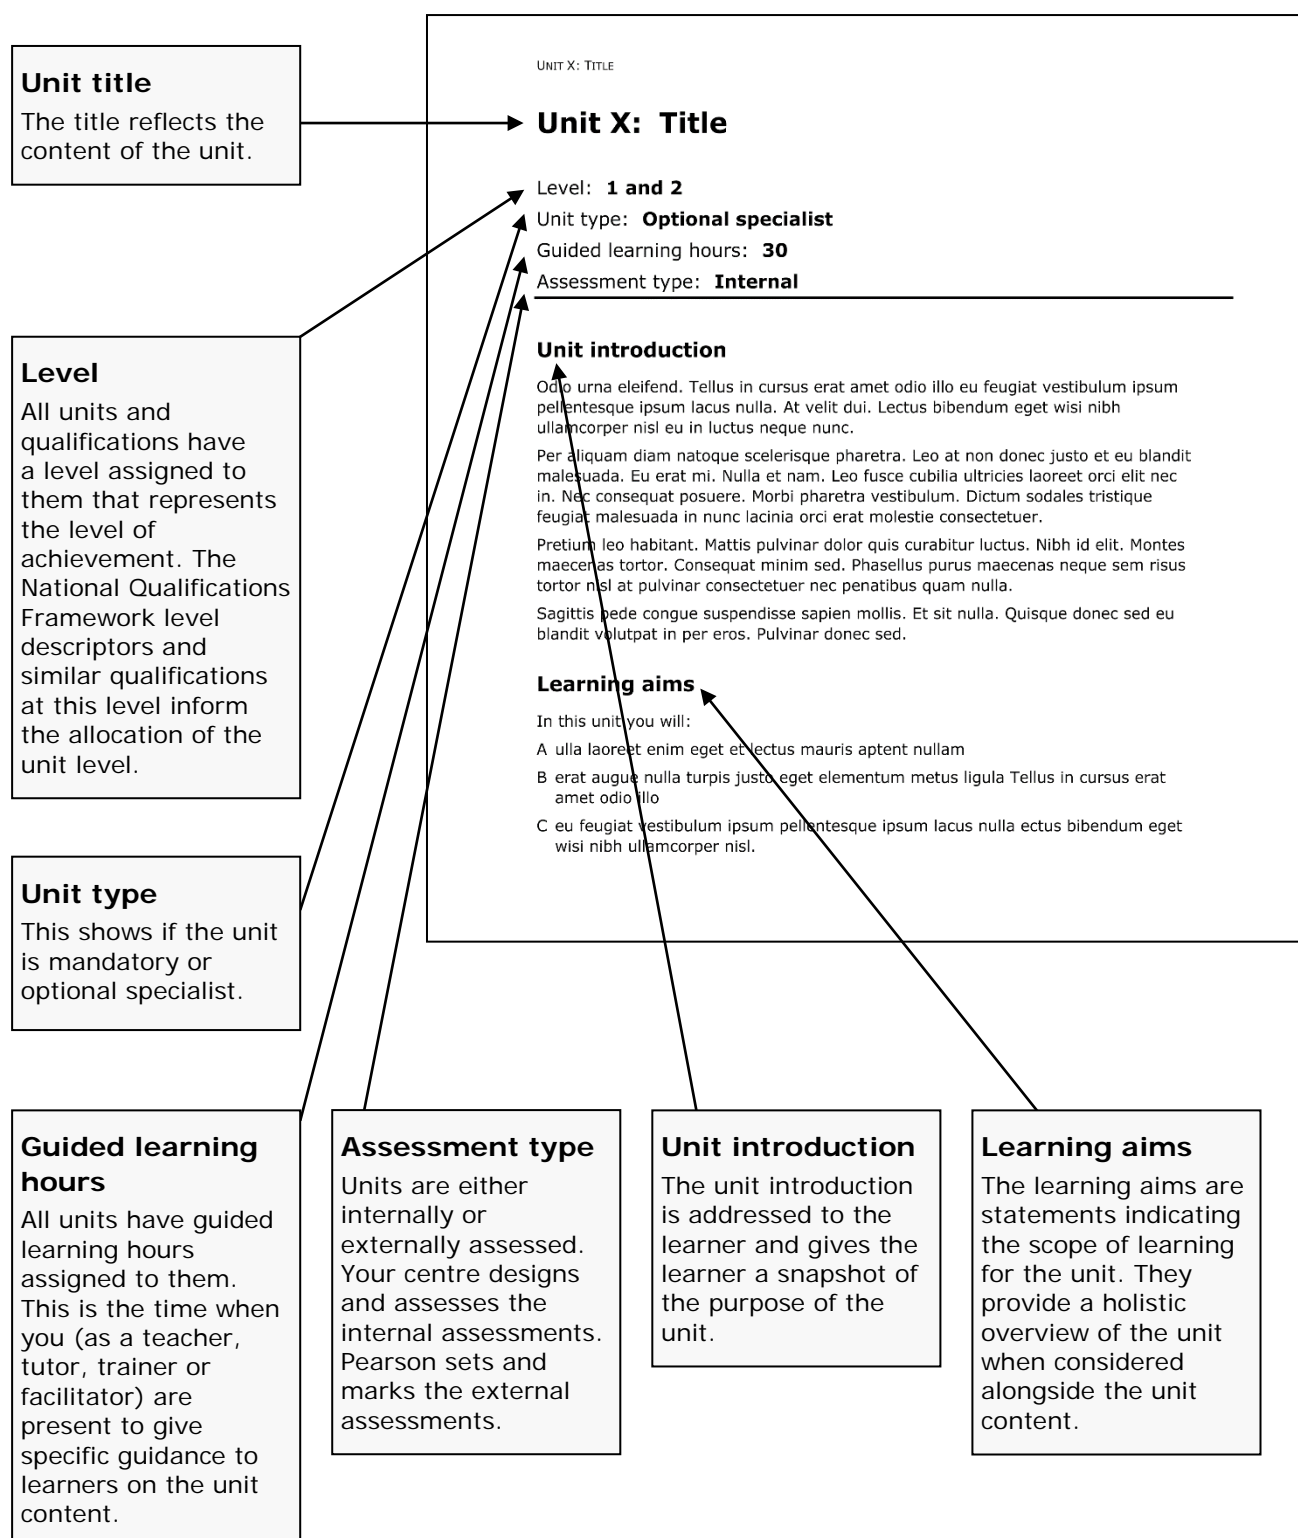 Unit title
The title reflects the
content of the unit.
Level
All units and
qualifications have
a level assigned to
them that represents
the level of
achievement. The
National Qualifications
Framework level
descriptors and
similar qualifications
at this level inform
the allocation of the
unit level.
Unit type
This shows if the unit
is mandatory or
optional specialist.
Guided learning
hours
All units have guided
learning hours
assigned to them.
This is the time when
you (as a teacher,
tutor, trainer or
facilitator) are
present to give
specific guidance to
learners on the unit
content.
UNIT X: TITLE
Unit X: Title
Level: 1 and 2
Unit type: Optional specialist
Guided learning hours: 30
Assessment type: Internal
Unit introduction
Odio urna eleifend. Tellus in cursus erat amet odio illo eu feugiat vestibulum ipsum
pellentesque ipsum lacus nulla. At velit dui. Lectus bibendum eget wisi nibh
ullamcorper nisl eu in luctus neque nunc.
Per aliquam diam natoque scelerisque pharetra. Leo at non donec justo et eu blandit
malesuada. Eu erat mi. Nulla et nam. Leo fusce cubilia ultricies laoreet orci elit nec
in. Nec consequat posuere. Morbi pharetra vestibulum. Dictum sodales tristique
feugiat malesuada in nunc lacinia orci erat molestie consectetuer.
Pretium leo habitant. Mattis pulvinar dolor quis curabitur luctus. Nibh id elit. Montes
maecenas tortor. Consequat minim sed. Phasellus purus maecenas neque sem risus
tortor nisl at pulvinar consectetuer nec penatibus quam nulla.
Sagittis pede congue suspendisse sapien mollis. Et sit nulla. Quisque donec sed eu
blandit volutpat in per eros. Pulvinar donec sed.
Learning aims
In this unit you will:
A ulla laoreet enim eget et lectus mauris aptent nullam
B erat augue nulla turpis justo eget elementum metus ligula Tellus in cursus erat
amet odio illo
C eu feugiat vestibulum ipsum pellentesque ipsum lacus nulla ectus bibendum eget
wisi nibh ullamcorper nisl.
Assessment type
Units are either
internally or
externally assessed.
Your centre designs
and assesses the
internal assessments.
Pearson sets and
marks the external
assessments.
Unit introduction
The unit introduction
is addressed to the
learner and gives the
learner a snapshot of
the purpose of the
unit.
Learning aims
The learning aims are
statements indicating
the scope of learning
for the unit. They
provide a holistic
overview of the unit
when considered
alongside the unit
content.